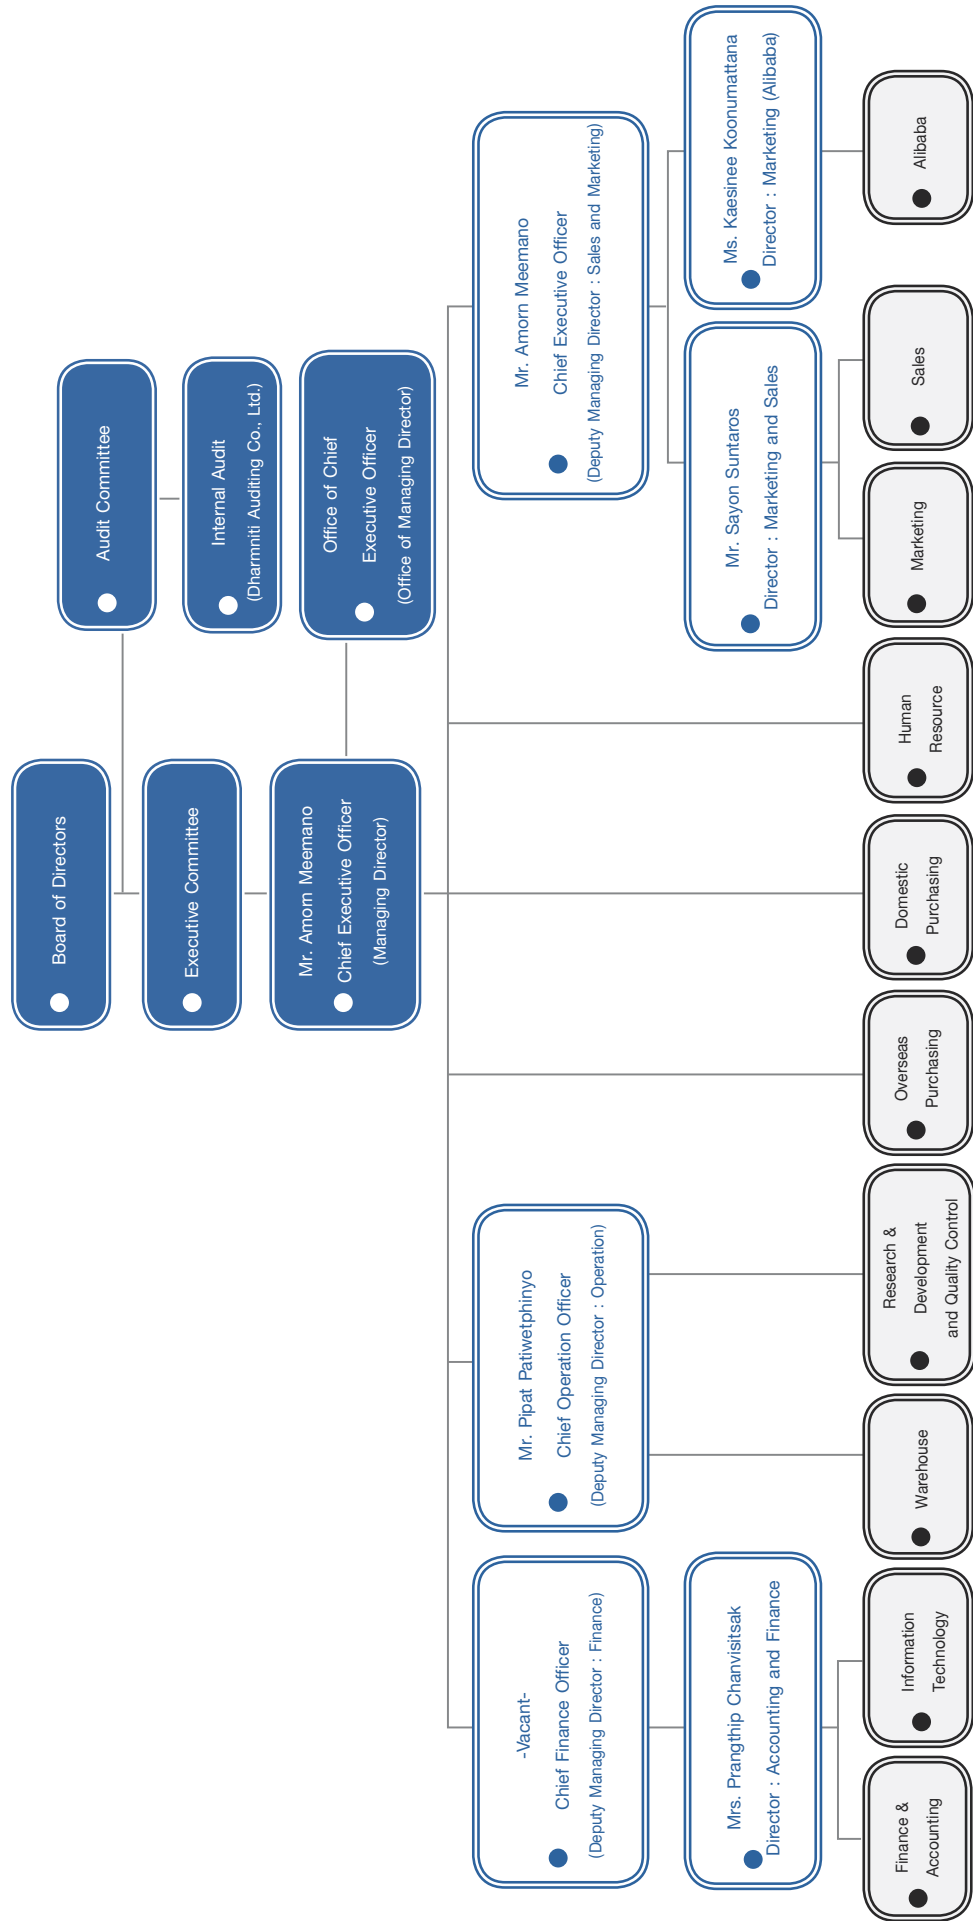 Board of Directors
Audit Committee
Executive Committee
Internal Audit
(Dharmniti Auditing Co., Ltd.)
Mr. Amorn Meemano
Chief Executive Officer
(Managing Director)
Office of Chief
Executive Officer
(Office of Managing Director)
-Vacant-
Chief Finance Officer
(Deputy Managing Director : Finance)
Mr. Pipat Patiwetphinyo
Chief Operation Officer
(Deputy Managing Director : Operation)
Mr. Amorn Meemano
Chief Executive Officer
(Deputy Managing Director : Sales and Marketing)
Mrs. Prangthip Chanvisitsak
Director : Accounting and Finance
Mr. Sayon Suntaros
Director : Marketing and Sales
Ms. Kaesinee Koonumattana
Director : Marketing (Alibaba)
Finance &
Accounting
Information
Technology
Warehouse
Research &
Development
and Quality Control
Overseas
Purchasing
Domestic
Purchasing
Human
Resource
Marketing
Sales
Alibaba